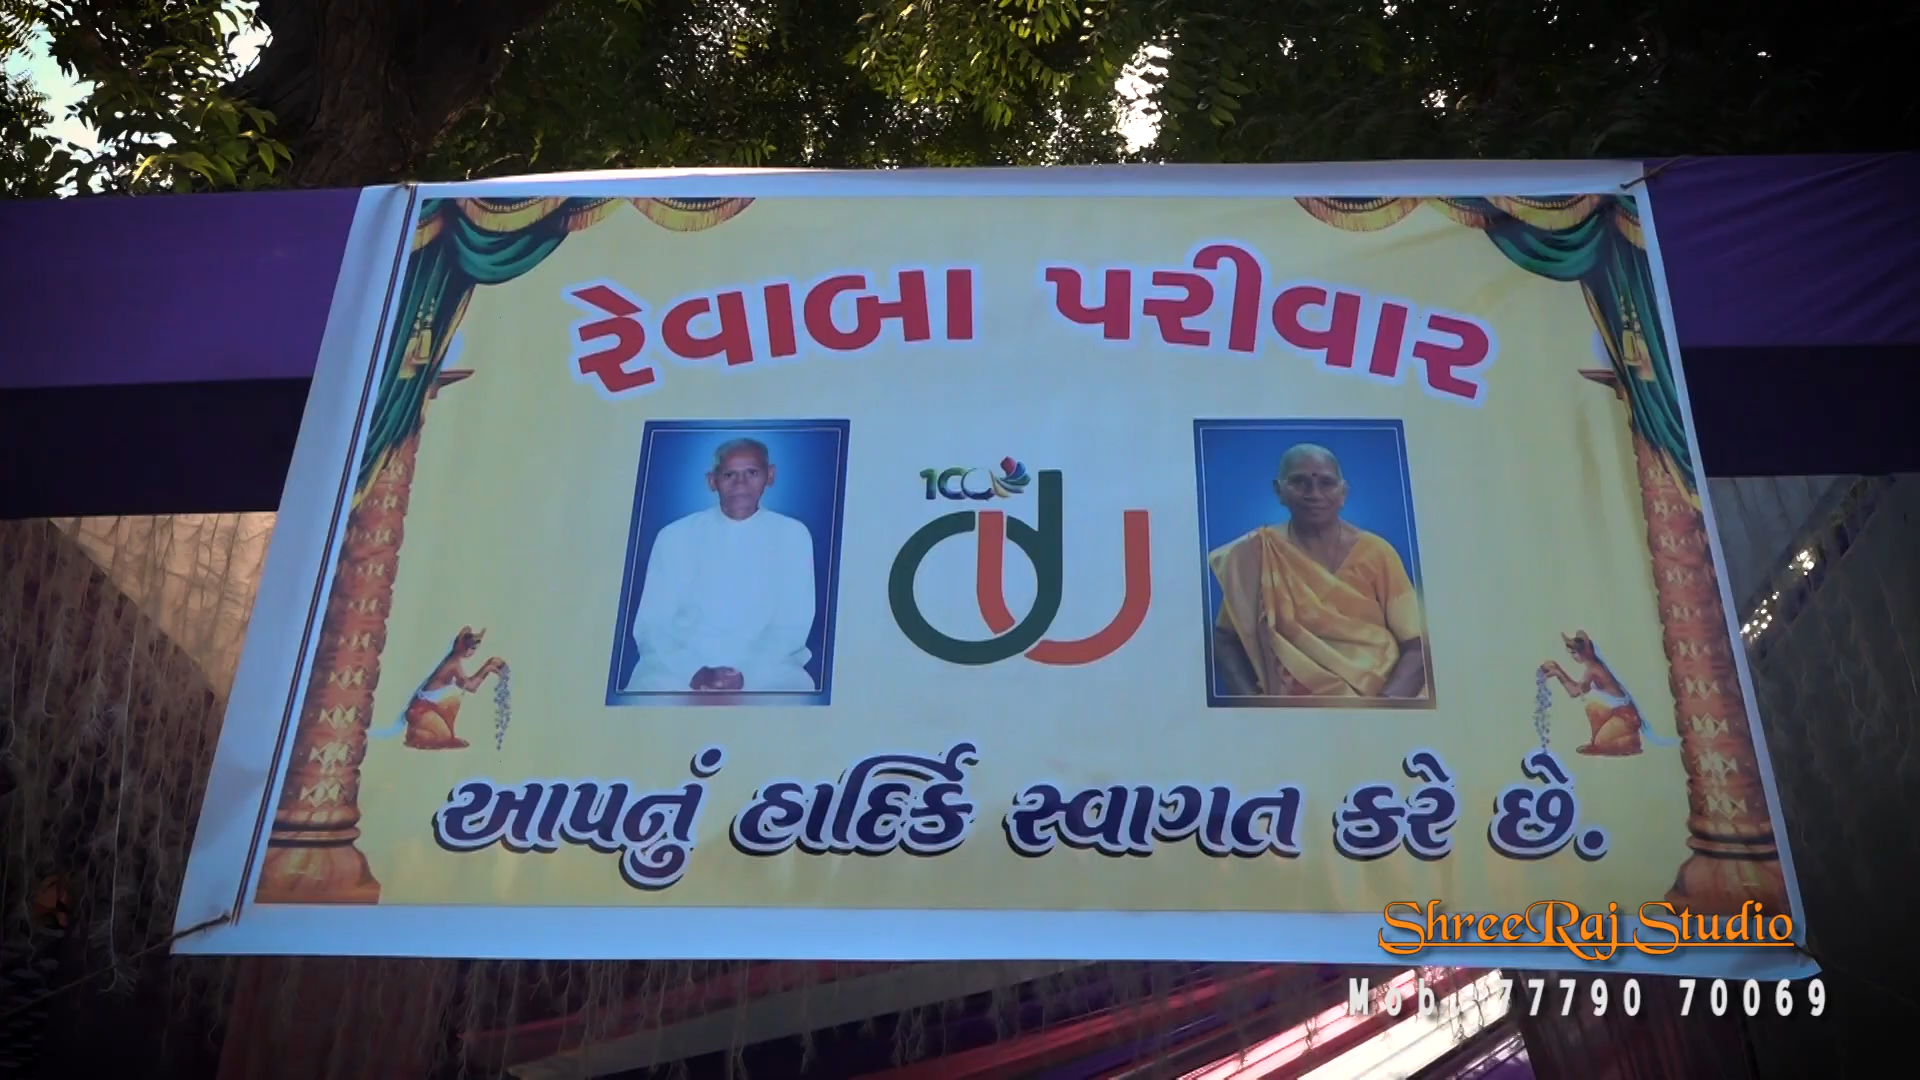 રેવાબા પરીવાર
100
આપનું હાર્દિક સ્વાગત કરે છે.
ShreeRaj Studio
Mob. 77790 70069